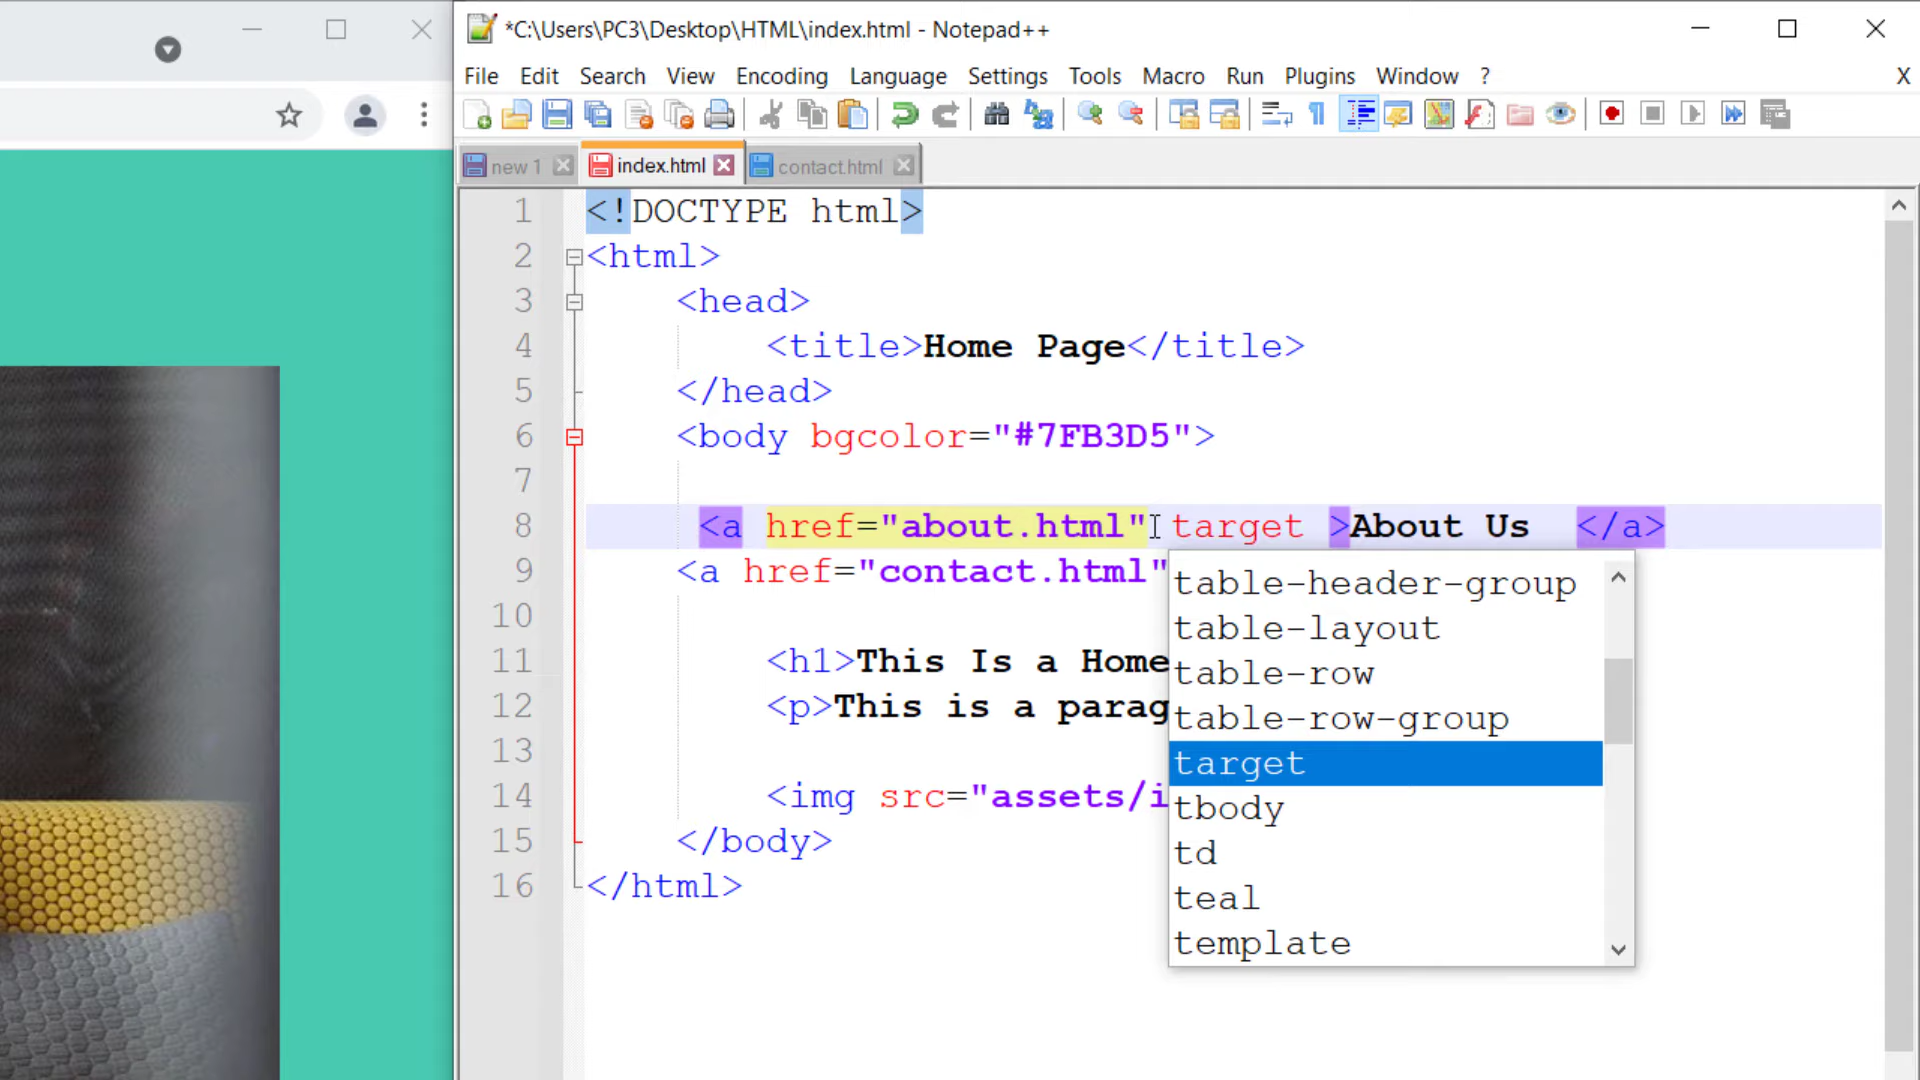 *C:\Users\PC3\Desktop\HTML\index.html - Notepad++
File Edit Search View Encoding Language Settings Tools Macro Run Plugins Window ? X
new 1 index.html contact.html
1 <!DOCTYPE html>
2 <html>
3 <head>
4 <title>Home Page</title>
5 </head>
6 <body bgcolor="#7FB3D5">
7
8 <a href="about.html" target >About Us </a>
9 <a href="contact.html"
10
11 <h1>This Is a Home
12 <p>This is a parag
13
14 <img src="assets/i
15 </body>
16 </html>
table-header-group
table-layout
table-row
table-row-group
target
tbody
td
teal
template